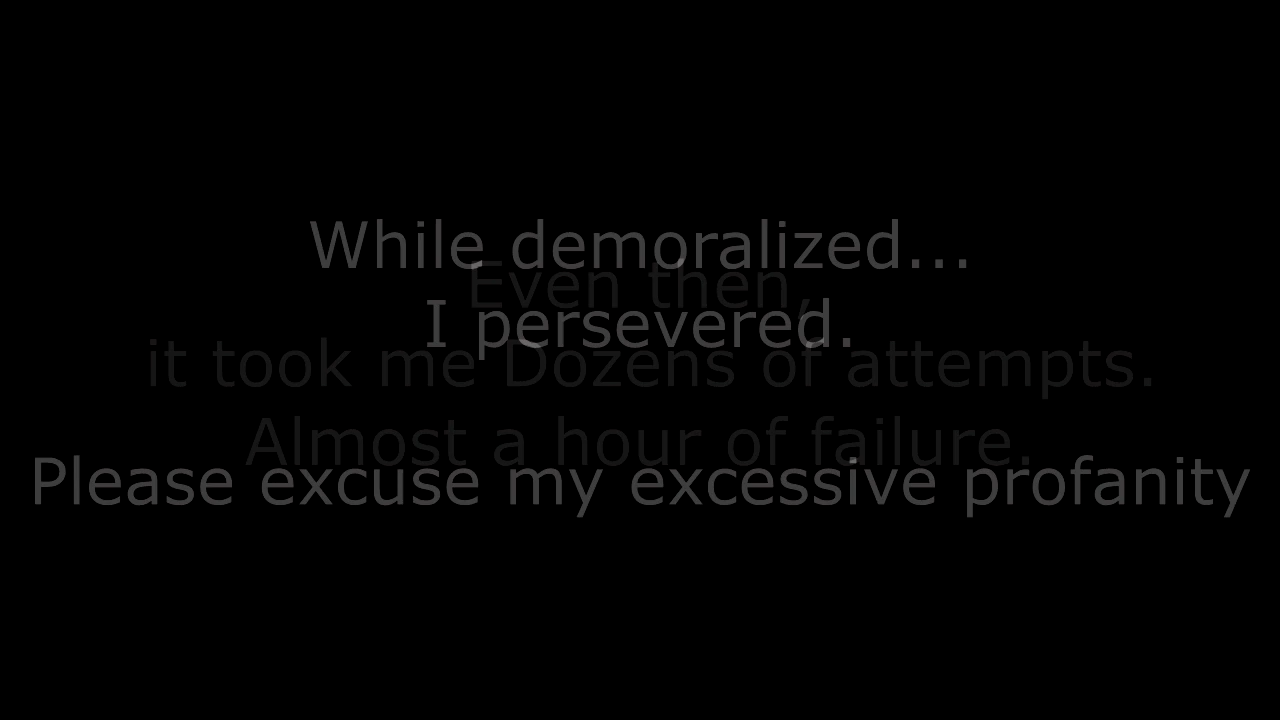 While demoralized...
I persevered.
Please excuse my excessive profanity
Even then,
it took me Dozens of attempts.
Almost a hour of failure.